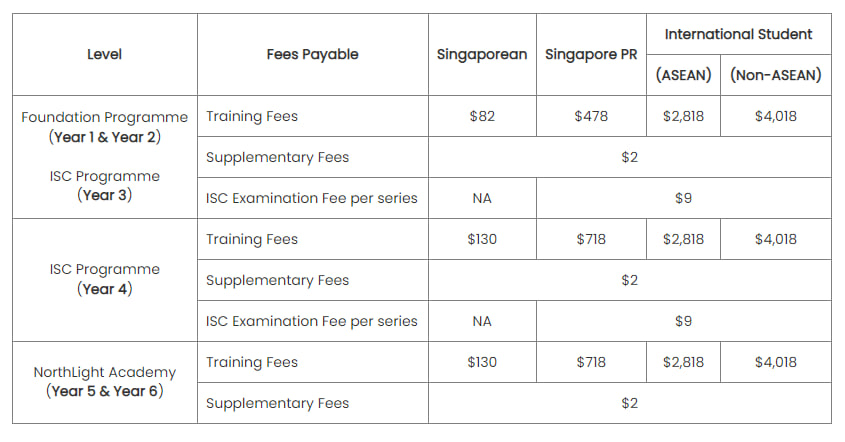 Level
Fees Payable
Singaporean
Singapore PR
International Student
(ASEAN)
(Non-ASEAN)
Foundation Programme
(Year 1 & Year 2)
ISC Programme
(Year 3)
Training Fees
$82
$478
$2,818
$4,018
Supplementary Fees
$2
ISC Examination Fee per series
NA
$9
ISC Programme
(Year 4)
Training Fees
$130
$718
$2,818
$4,018
Supplementary Fees
$2
ISC Examination Fee per series
NA
$9
NorthLight Academy
(Year 5 & Year 6)
Training Fees
$130
$718
$2,818
$4,018
Supplementary Fees
$2